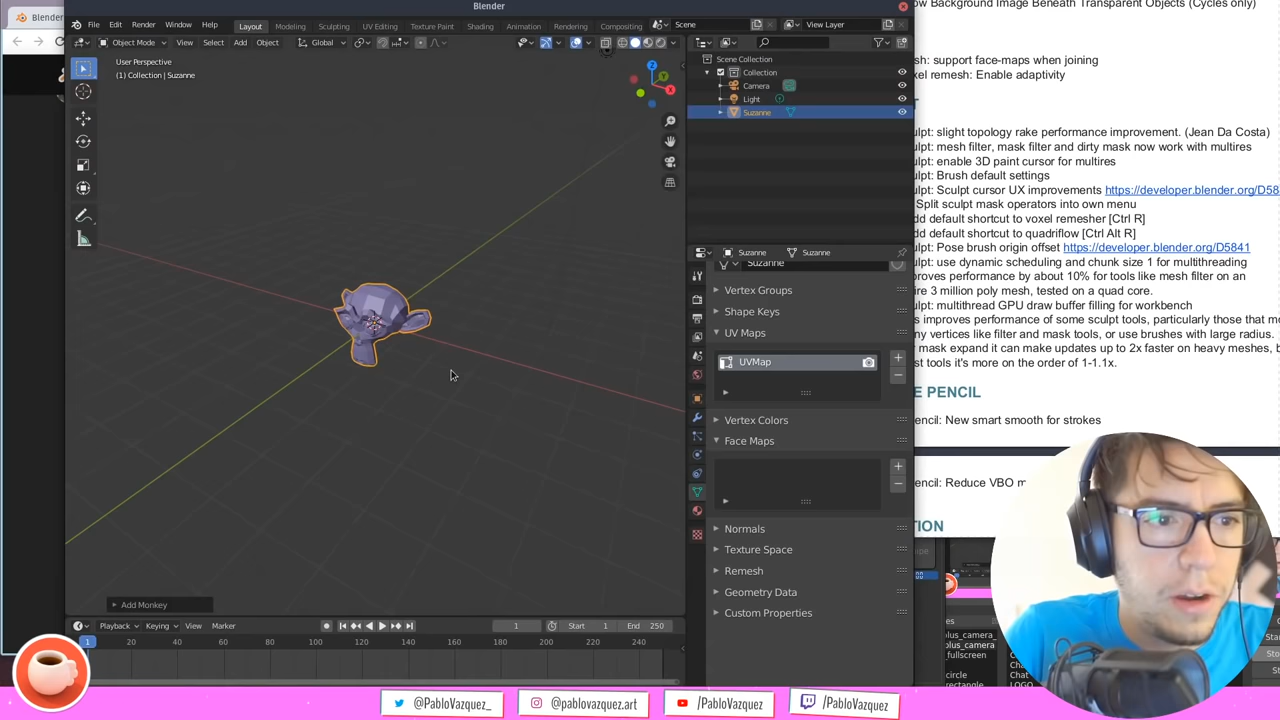 Blender
Blender
File Edit Render Window Help
Layout Modeling Sculpting UV Editing Texture Paint Shading Animation Rendering Compositing
Scene
View Layer
Object Mode View Select Add Object Global
User Perspective
(1) Collection | Suzanne
Scene Collection
Collection
Camera
Light
Suzanne
Suzanne Suzanne
Suzanne
Vertex Groups
Shape Keys
UV Maps
UVMap
Vertex Colors
Face Maps
Normals
Texture Space
Remesh
Geometry Data
Custom Properties
Add Monkey
Playback Keying View Marker
1
Start 1
End 250
1 20 40 60 80 100 120 140 160 180 200 220 240
Background Image Beneath Transparent Objects (Cycles only)
sh: support face-maps when joining
xel remesh: Enable adaptivity
ulpt: slight topology rake performance improvement. (Jean Da Costa)
ulpt: mesh filter, mask filter and dirty mask now work with multires
ulpt: enable 3D paint cursor for multires
ulpt: Brush default settings
ulpt: Sculpt cursor UX improvements https://developer.blender.org/D58
Split sculpt mask operators into own menu
dd default shortcut to voxel remesher [Ctrl R]
dd default shortcut to quadriflow [Ctrl Alt R]
ulpt: Pose brush origin offset https://developer.blender.org/D5841
ulpt: use dynamic scheduling and chunk size 1 for multithreading
roves performance by about 10% for tools like mesh filter on an
ire 3 million poly mesh, tested on a quad core.
ulpt: multithread GPU draw buffer filling for workbench
s improves performance of some sculpt tools, particularly those that mo
ny vertices like filter and mask tools, or use brushes with large radius.
mask expand it can make updates up to 2x faster on heavy meshes, b
st tools it's more on the order of 1-1.1x.
E PENCIL
encil: New smart smooth for strokes
encil: Reduce VBO m
TION
plus_camera_
plus_camera
fullscreen
circle
rectangle
@PabloVazquez_
@pablovazquez.art
/PabloVazquez
/PabloVazquez